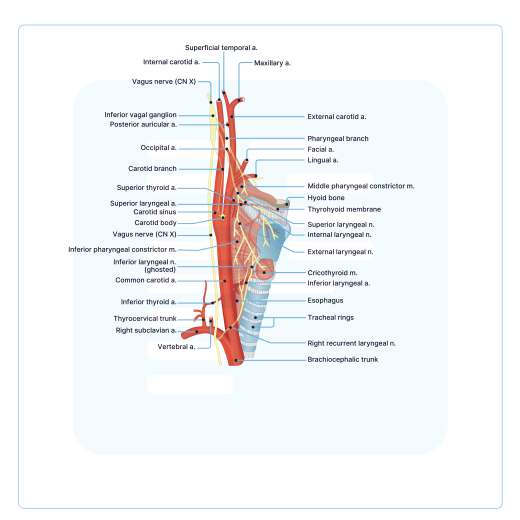 Superficial temporal a.
Internal carotid a.
Maxillary a.
Vagus nerve (CN X)
Inferior vagal ganglion
Posterior auricular a.
External carotid a.
Pharyngeal branch
Occipital a.
Facial a.
Lingual a.
Carotid branch
Superior thyroid a.
Middle pharyngeal constrictor m.
Hyoid bone
Superior laryngeal a.
Carotid sinus
Thyrohyoid membrane
Carotid body
Superior laryngeal n.
Vagus nerve (CN X)
Internal laryngeal n.
Inferior pharyngeal constrictor m.
External laryngeal n.
Inferior laryngeal n.
(ghosted)
Cricothyroid m.
Common carotid a.
Inferior laryngeal a.
Inferior thyroid a.
Esophagus
Thyrocervical trunk
Tracheal rings
Right subclavian a.
Vertebral a.
Right recurrent laryngeal n.
Brachiocephalic trunk